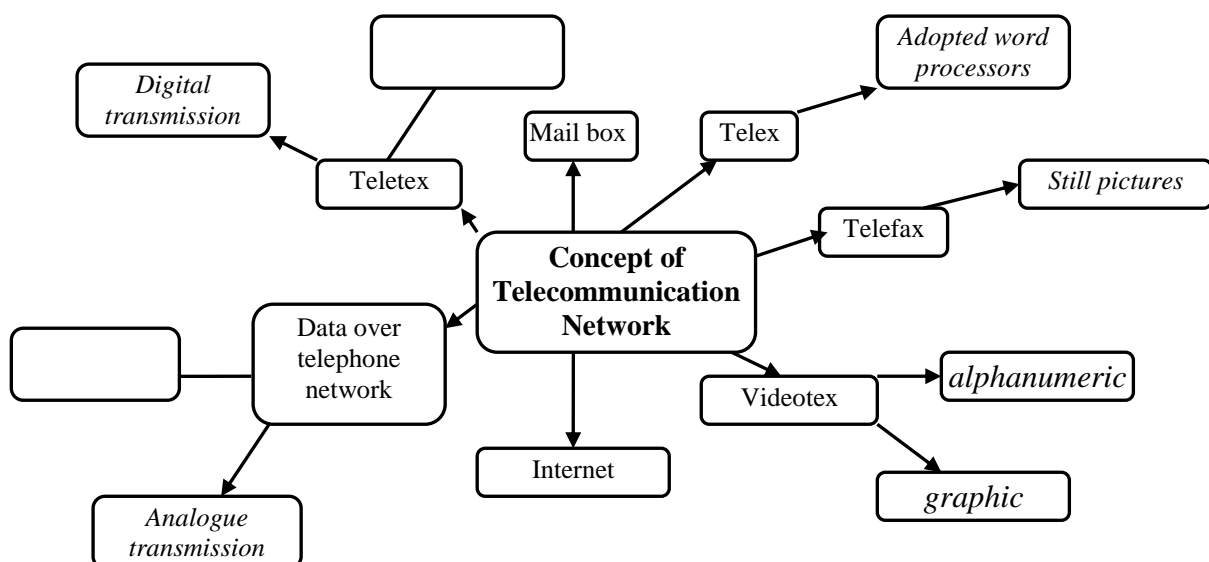 Adopted word
processors
Digital
transmission
Mail box
Telex
Teletex
Still pictures
Telefax
Concept of
Telecommunication
Network
Data over
telephone
network
alphanumeric
Videotex
Internet
graphic
Analogue
transmission